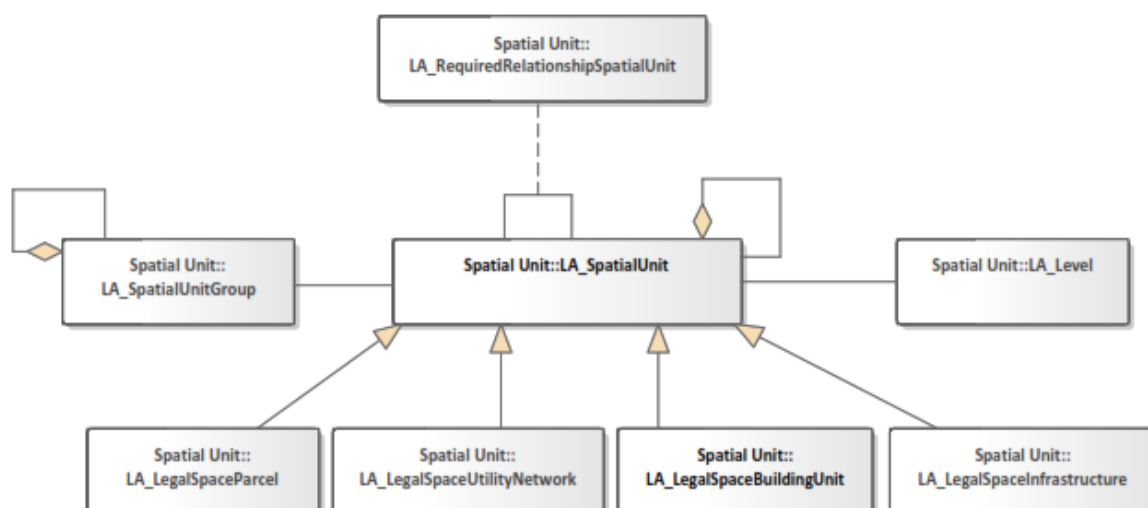 Spatial Unit::
LA_RequiredRelationshipSpatialUnit
Spatial Unit::
LA_SpatialUnitGroup
Spatial Unit::LA_SpatialUnit
Spatial Unit::LA_Level
Spatial Unit::
LA_LegalSpaceParcel
Spatial Unit::
LA_LegalSpaceUtilityNetwork
Spatial Unit::
LA_LegalSpaceBuildingUnit
Spatial Unit::
LA_LegalSpaceInfrastructure